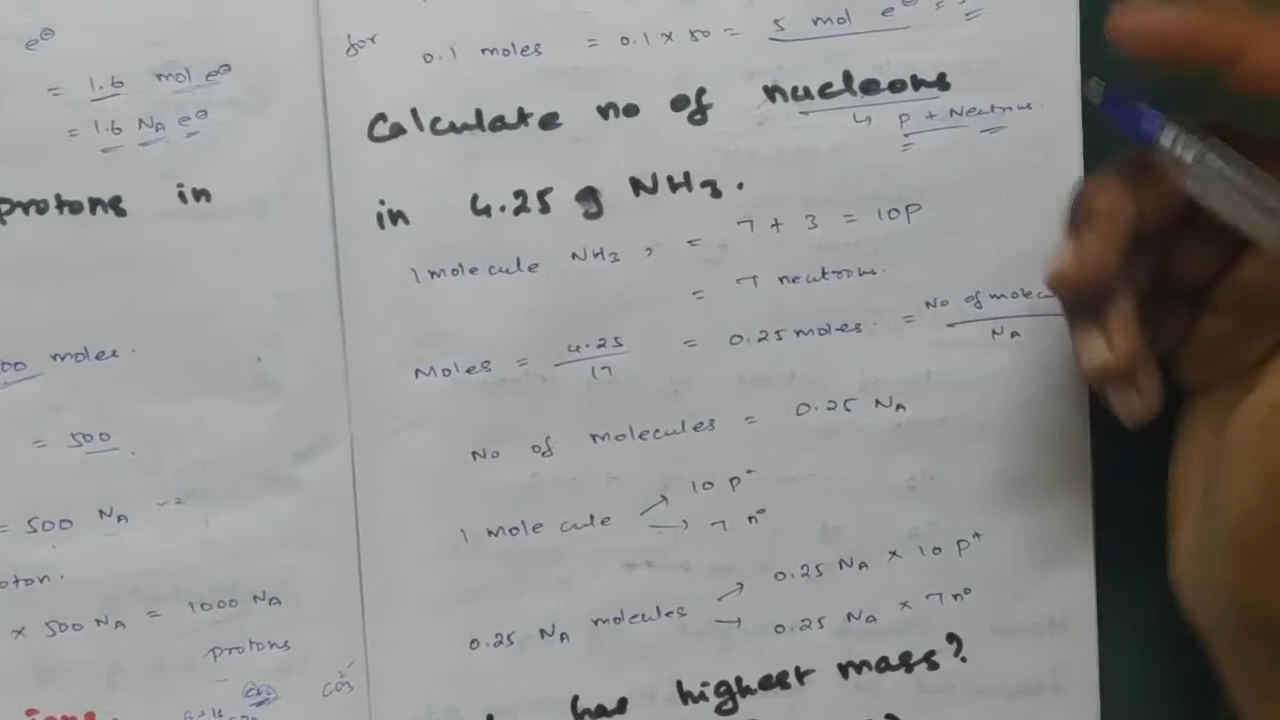 e⊖
= 1.6 mol e⊖
= 1.6 NA e⊖
protons in
00 moles.
= 500
= 500 NA
oton.
x 500 NA = 1000 NA
protons
for 0.1 moles = 0.1 x 50 = 5 mol e⊖
Calculate no of nucleons
↳ P + Neutrons.
in 4.25 g NH3.
1 molecule NH3, = 7 + 3 = 10P
= 7 neutrons.
Moles = 4.25/17 = 0.25 moles. = No of molecu/NA
No of molecules = 0.25 NA
1 molecule → 10 p+
→ 7 n°
0.25 NA molecules → 0.25 NA x 10 p+
→ 0.25 NA x 7 n°
has highest mass?